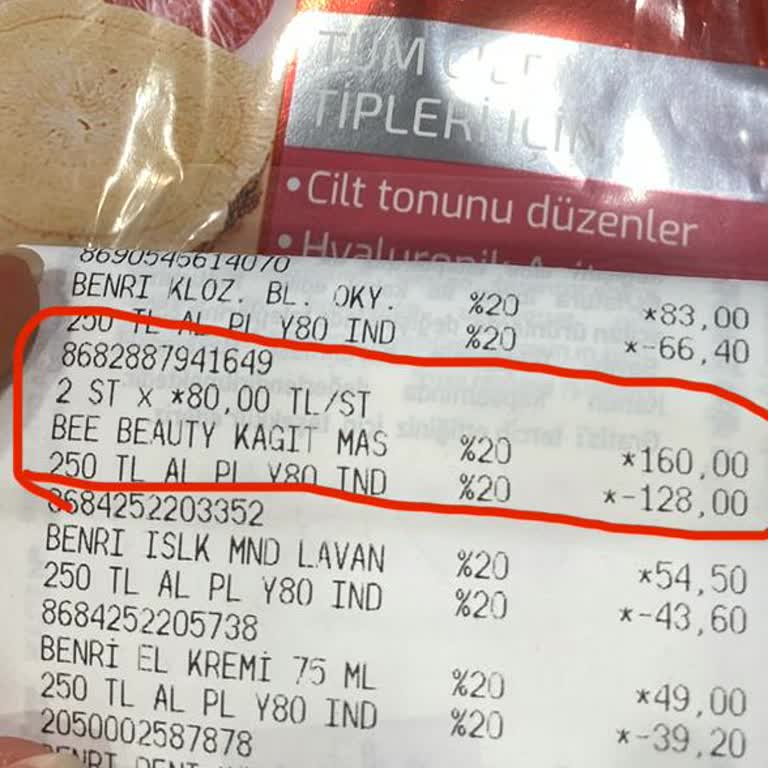 TÜM CİLT
TİPLERİ İÇİN
• Cilt tonunu düzenler
• Hyaluronik
8690545614070
BENRI KLOZ. BL. OKY. %20 *83,00
250 TL AL PL Y80 IND %20 *-66,40
8682887941649
2 ST x *80,00 TL/ST
BEE BEAUTY KAGIT MAS %20 *160,00
250 TL AL PL Y80 IND %20 *-128,00
8684252203352
BENRI ISLK MND LAVAN %20 *54,50
250 TL AL PL Y80 IND %20 *-43,60
8684252205738
BENRİ EL KREMİ 75 ML %20 *49,00
250 TL AL PL Y80 IND %20 *-39,20
2050002587878